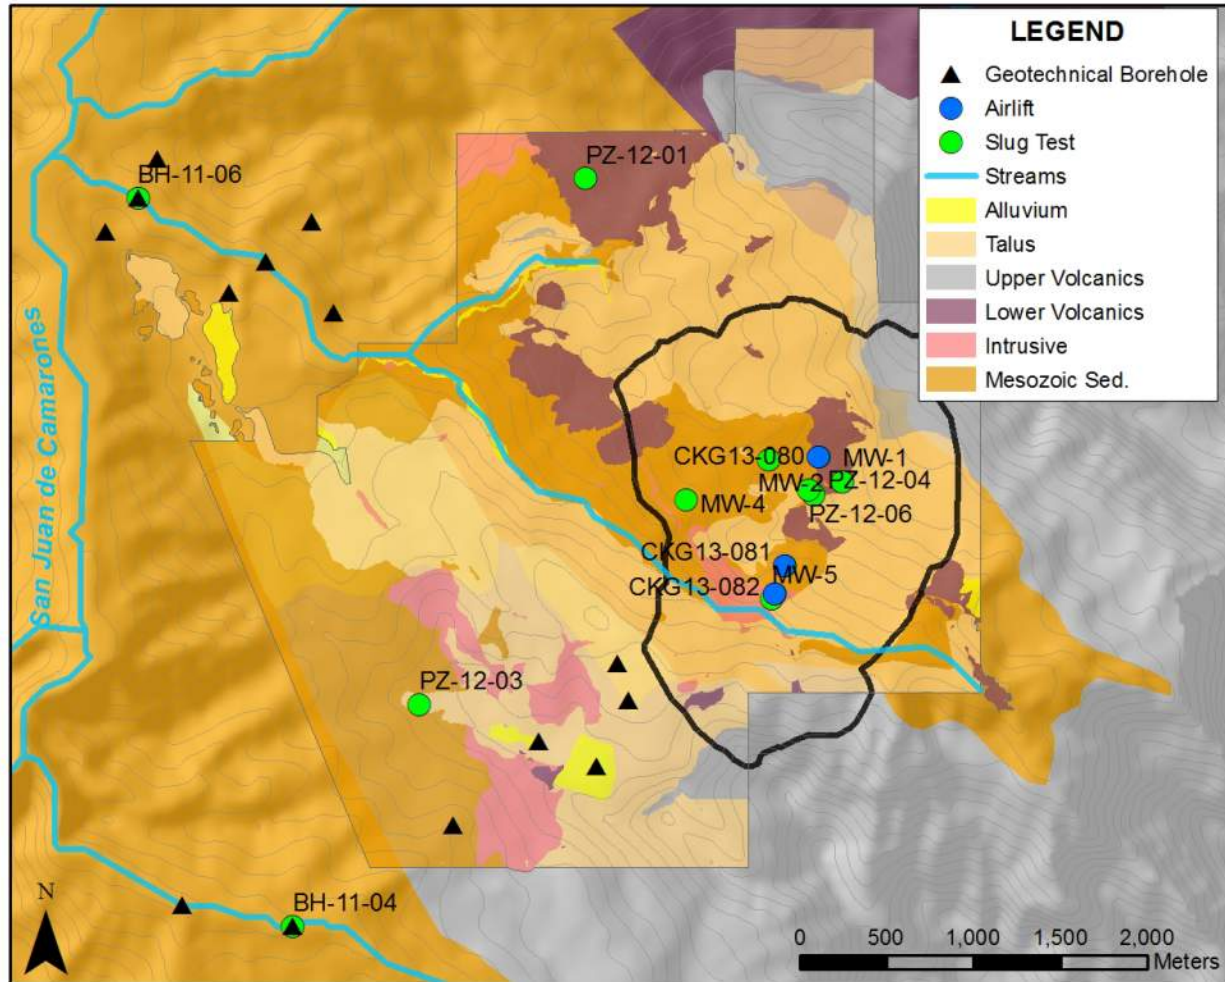 LEGEND
Geotechnical Borehole
Airlift
Slug Test
Streams
Alluvium
Talus
Upper Volcanics
Lower Volcanics
Intrusive
Mesozoic Sed.
PZ-12-01
BH-11-06
San Juan de Camarones
CKG13-080
MW-1
MW-2
PZ-12-04
MW-4
PZ-12-06
CKG13-081
MW-5
CKG13-082
PZ-12-03
BH-11-04
N
0 500 1,000 1,500 2,000
Meters